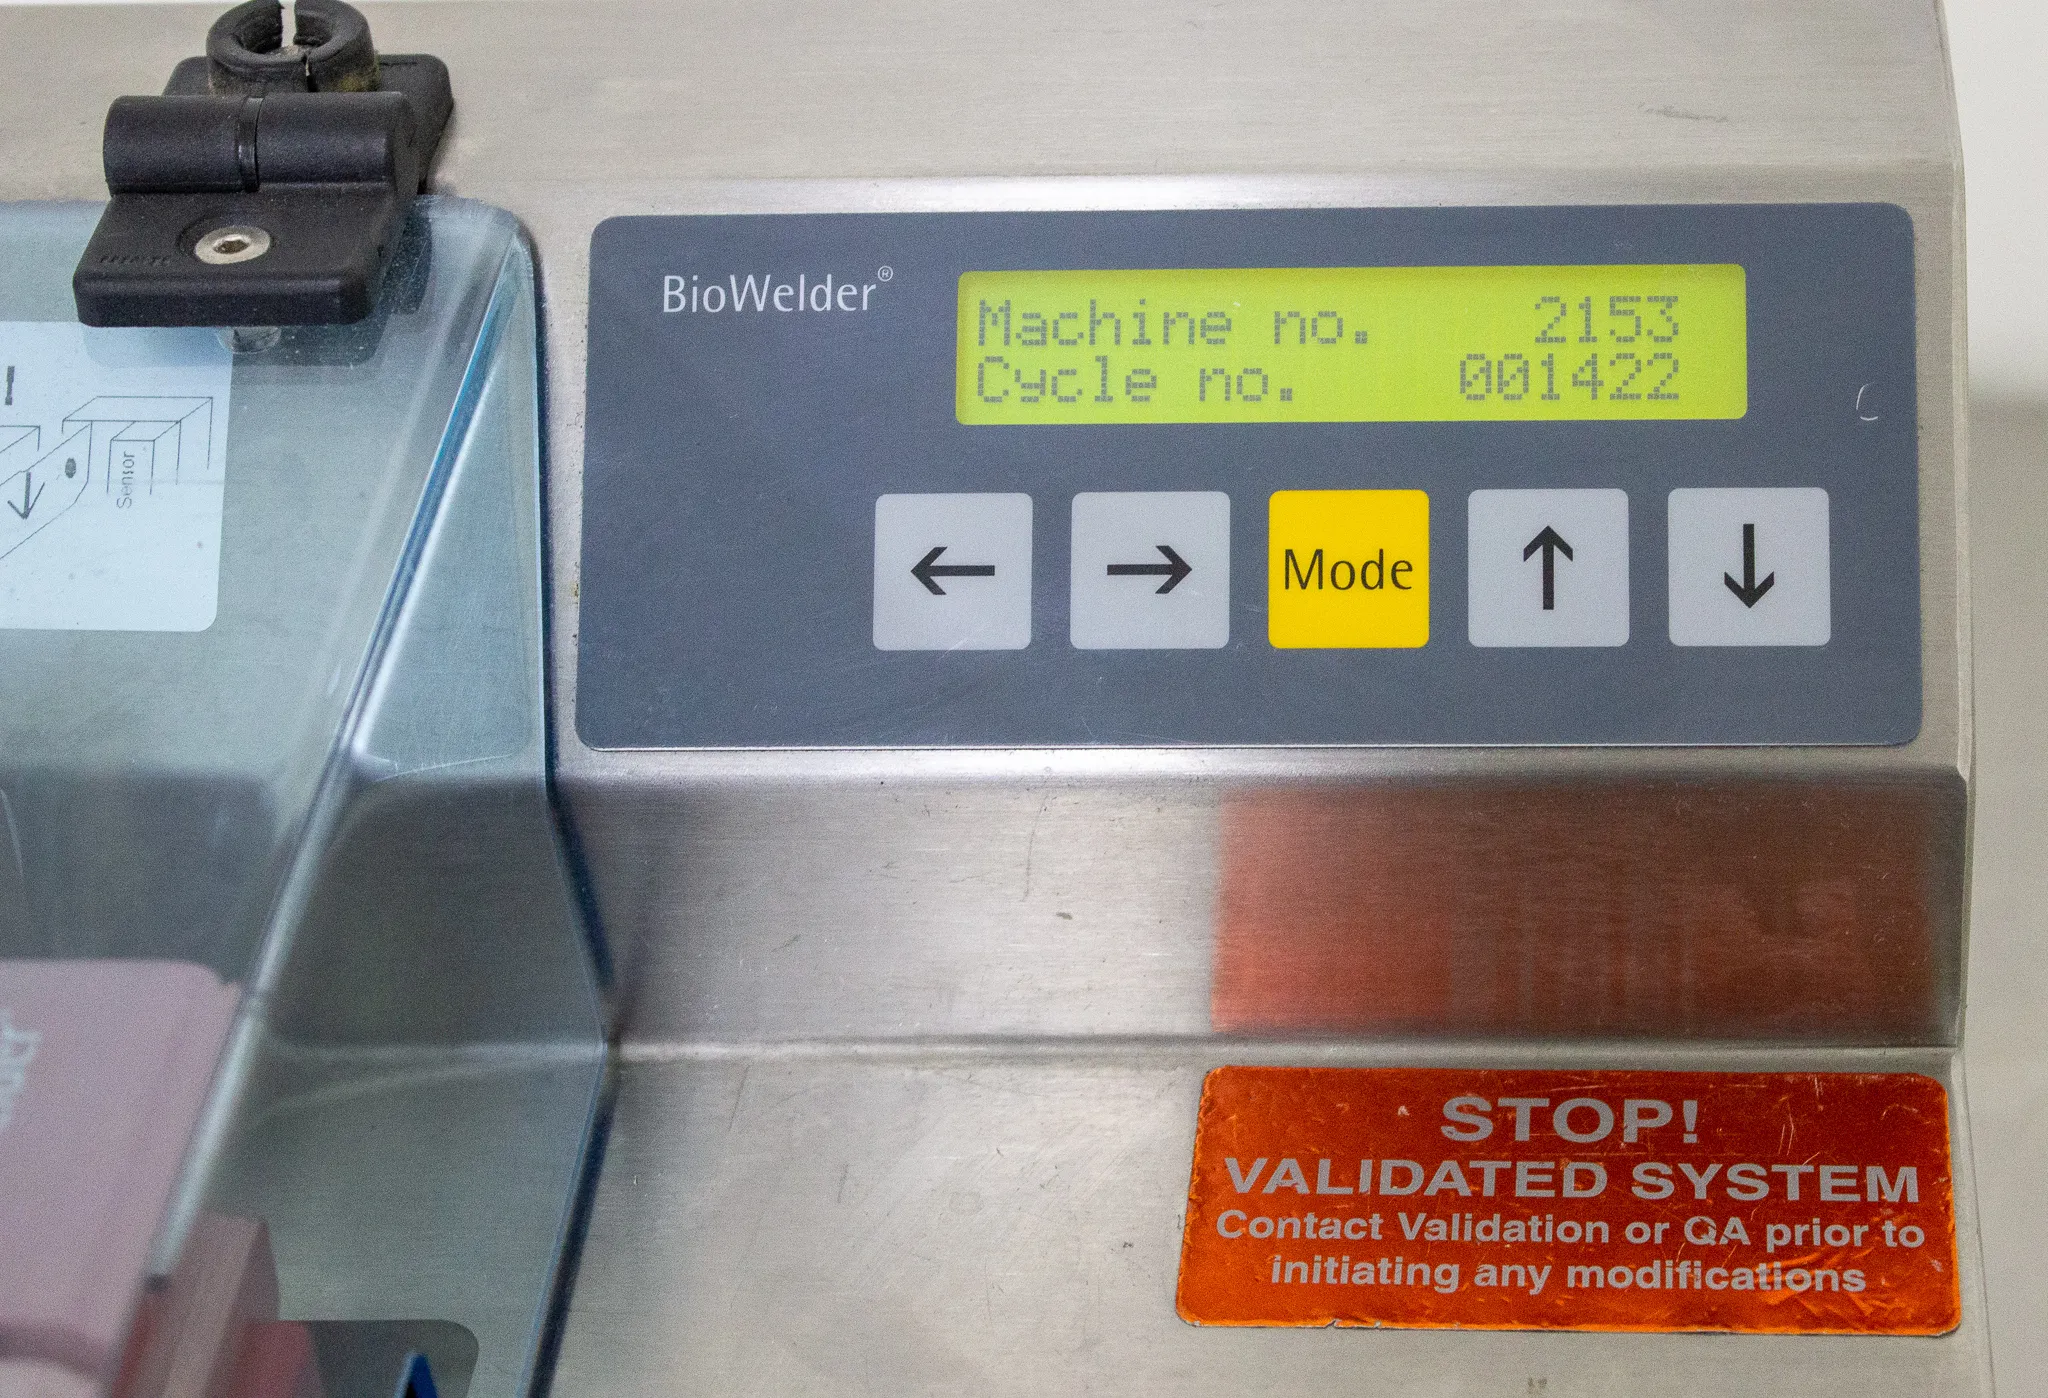 BioWelder®
Machine no. 2153
Cycle no. 001422
Mode
Sensor
STOP!
VALIDATED SYSTEM
Contact Validation or QA prior to
initiating any modifications